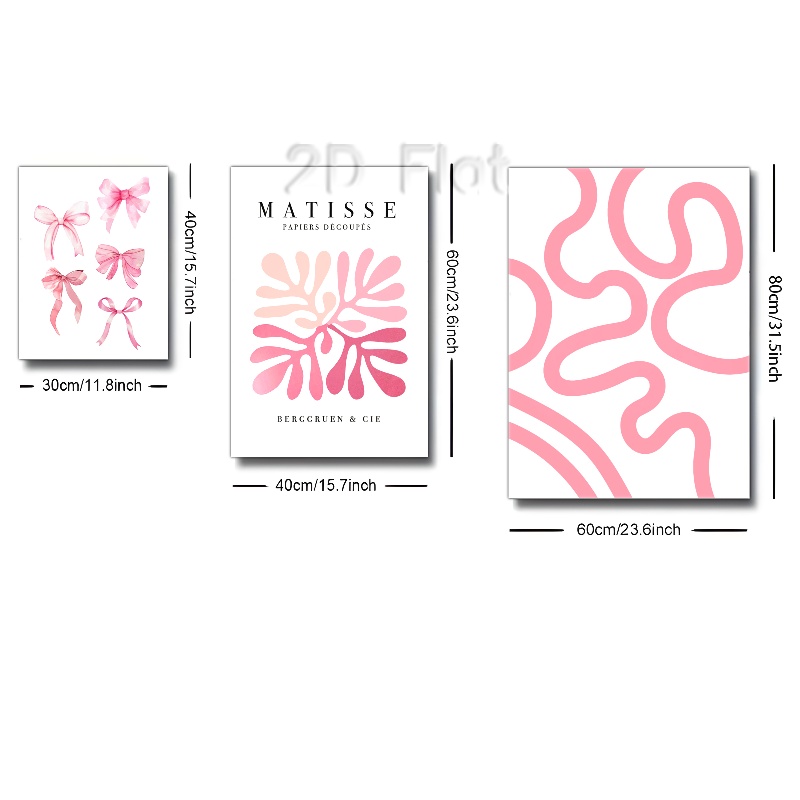 2D Flat
MATISSE
PAPIERS DÉCOUPÉS
BERGGRUEN & CIE
40cm/15.7inch
30cm/11.8inch
60cm/23.6inch
40cm/15.7inch
80cm/31.5inch
60cm/23.6inch